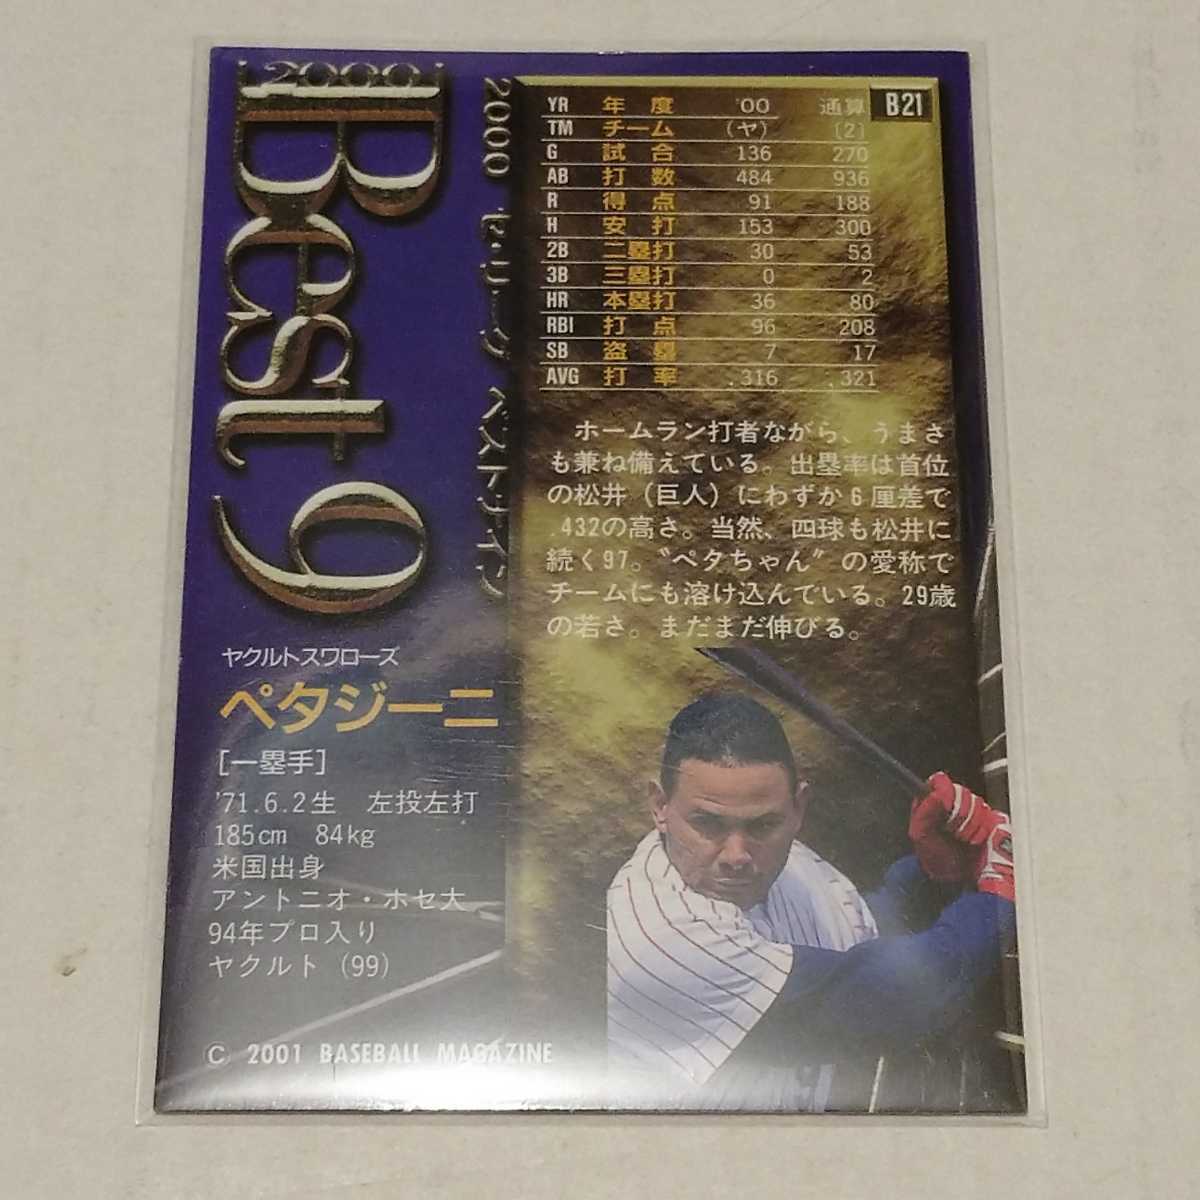 2000
Best 9
2000 セ・リーグ ベストナイン
B21
YR 年度 '00 通算
TM チーム (ヤ) [2]
G 試合 136 270
AB 打数 484 936
R 得点 91 188
H 安打 153 300
2B 二塁打 30 53
3B 三塁打 0 2
HR 本塁打 36 80
RBI 打点 96 208
SB 盗塁 7 17
AVG 打率 .316 .321
ホームラン打者ながら、うまさ
も兼ね備えている。出塁率は首位
の松井（巨人）にわずか6厘差で
.432の高さ。当然、四球も松井に
続く97。〝ペタちゃん〟の愛称で
チームにも溶け込んでいる。29歳
の若さ。まだまだ伸びる。
ヤクルトスワローズ
ペタジーニ
[一塁手]
'71.6.2生 左投左打
185cm 84kg
米国出身
アントニオ・ホセ大
94年プロ入り
ヤクルト (99)
© 2001 BASEBALL MAGAZINE